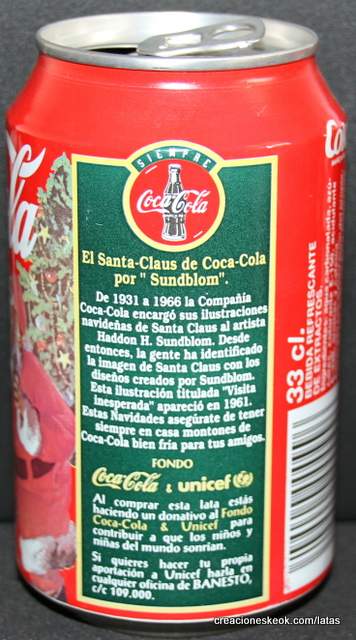 SIEMPRE
Coca-Cola
El Santa-Claus de Coca-Cola
por " Sundblom".
De 1931 a 1966 la Compañía
Coca-Cola encargó sus ilustraciones
navideñas de Santa Claus al artista
Haddon H. Sundblom. Desde
entonces, la gente ha identificado
la imagen de Santa Claus con los
diseños creados por Sundblom.
Esta ilustración titulada "Visita
inesperada" apareció en 1961.
Estas Navidades asegúrate de tener
siempre en casa montones de
Coca-Cola bien fría para tus amigos.
FONDO
Coca-Cola & unicef
Al comprar esta lata estás
haciendo un donativo al Fondo
Coca-Cola & Unicef para
contribuir a que los niños y
niñas del mundo sonrían.
Si quieres hacer tu propia
aportación a Unicef hazla en
cualquier oficina de BANESTO,
c/c 109.000.
33 cl.
BEBIDA REFRESCANTE
DE EXTRACTOS.
creacioneskeok.com/latas